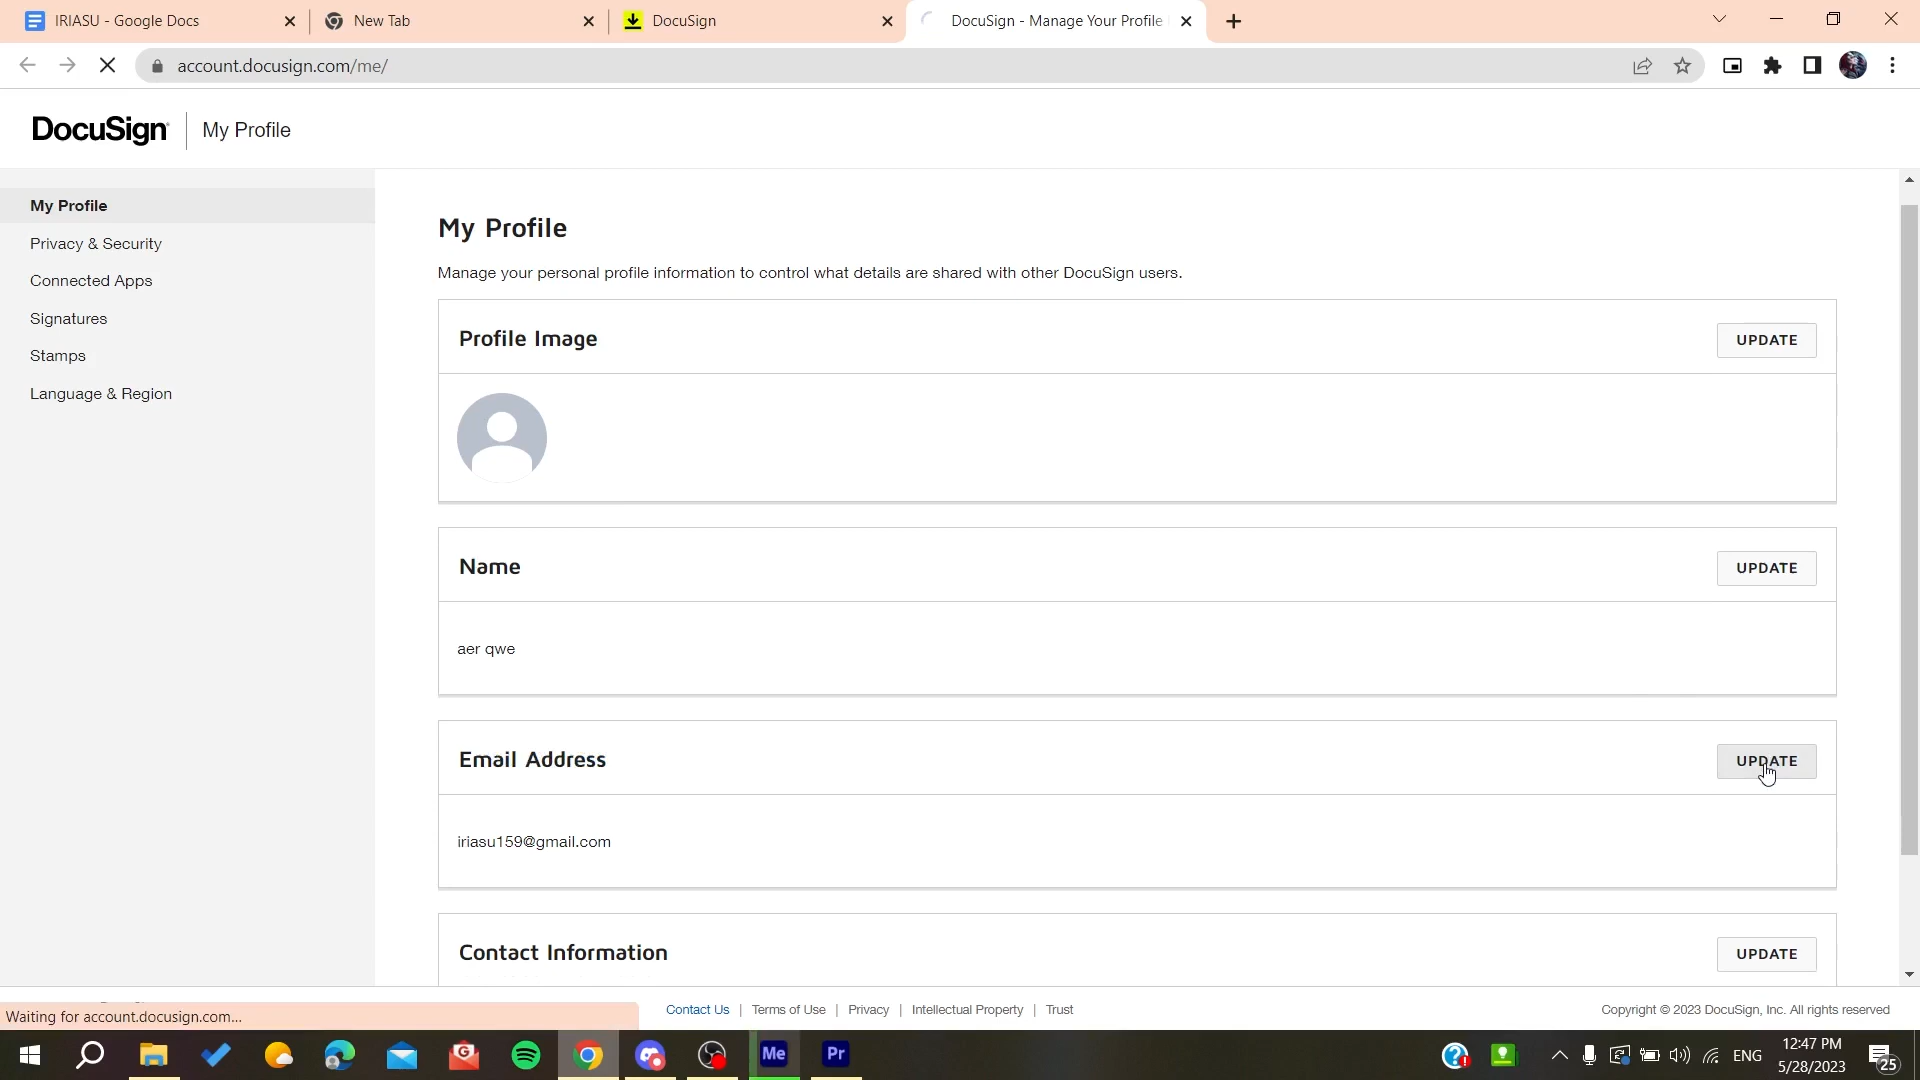 IRIASU - Google Docs
New Tab
DocuSign
DocuSign - Manage Your Profile
account.docusign.com/me/
DocuSign
My Profile
My Profile
Privacy & Security
Connected Apps
Signatures
Stamps
Language & Region
My Profile
Manage your personal profile information to control what details are shared with other DocuSign users.
Profile Image
UPDATE
Name
UPDATE
aer qwe
Email Address
UPDATE
iriasu159@gmail.com
Contact Information
UPDATE
Waiting for account.docusign.com...
Contact Us | Terms of Use | Privacy | Intellectual Property | Trust
Copyright © 2023 DocuSign, Inc. All rights reserved
Me
Pr
ENG
12:47 PM
5/28/2023
25